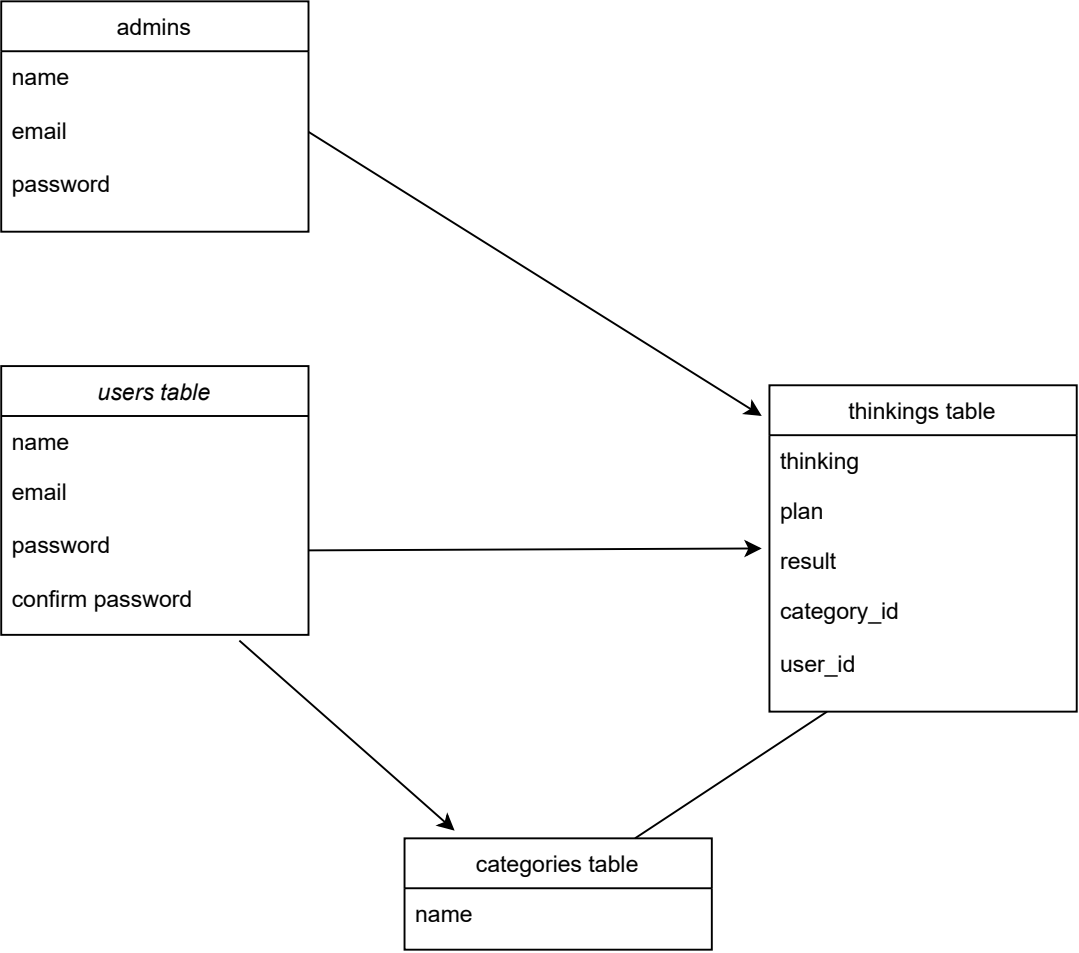 admins
name
email
password
users table
name
email
password
confirm password
thinkings table
thinking
plan
result
category_id
user_id
categories table
name